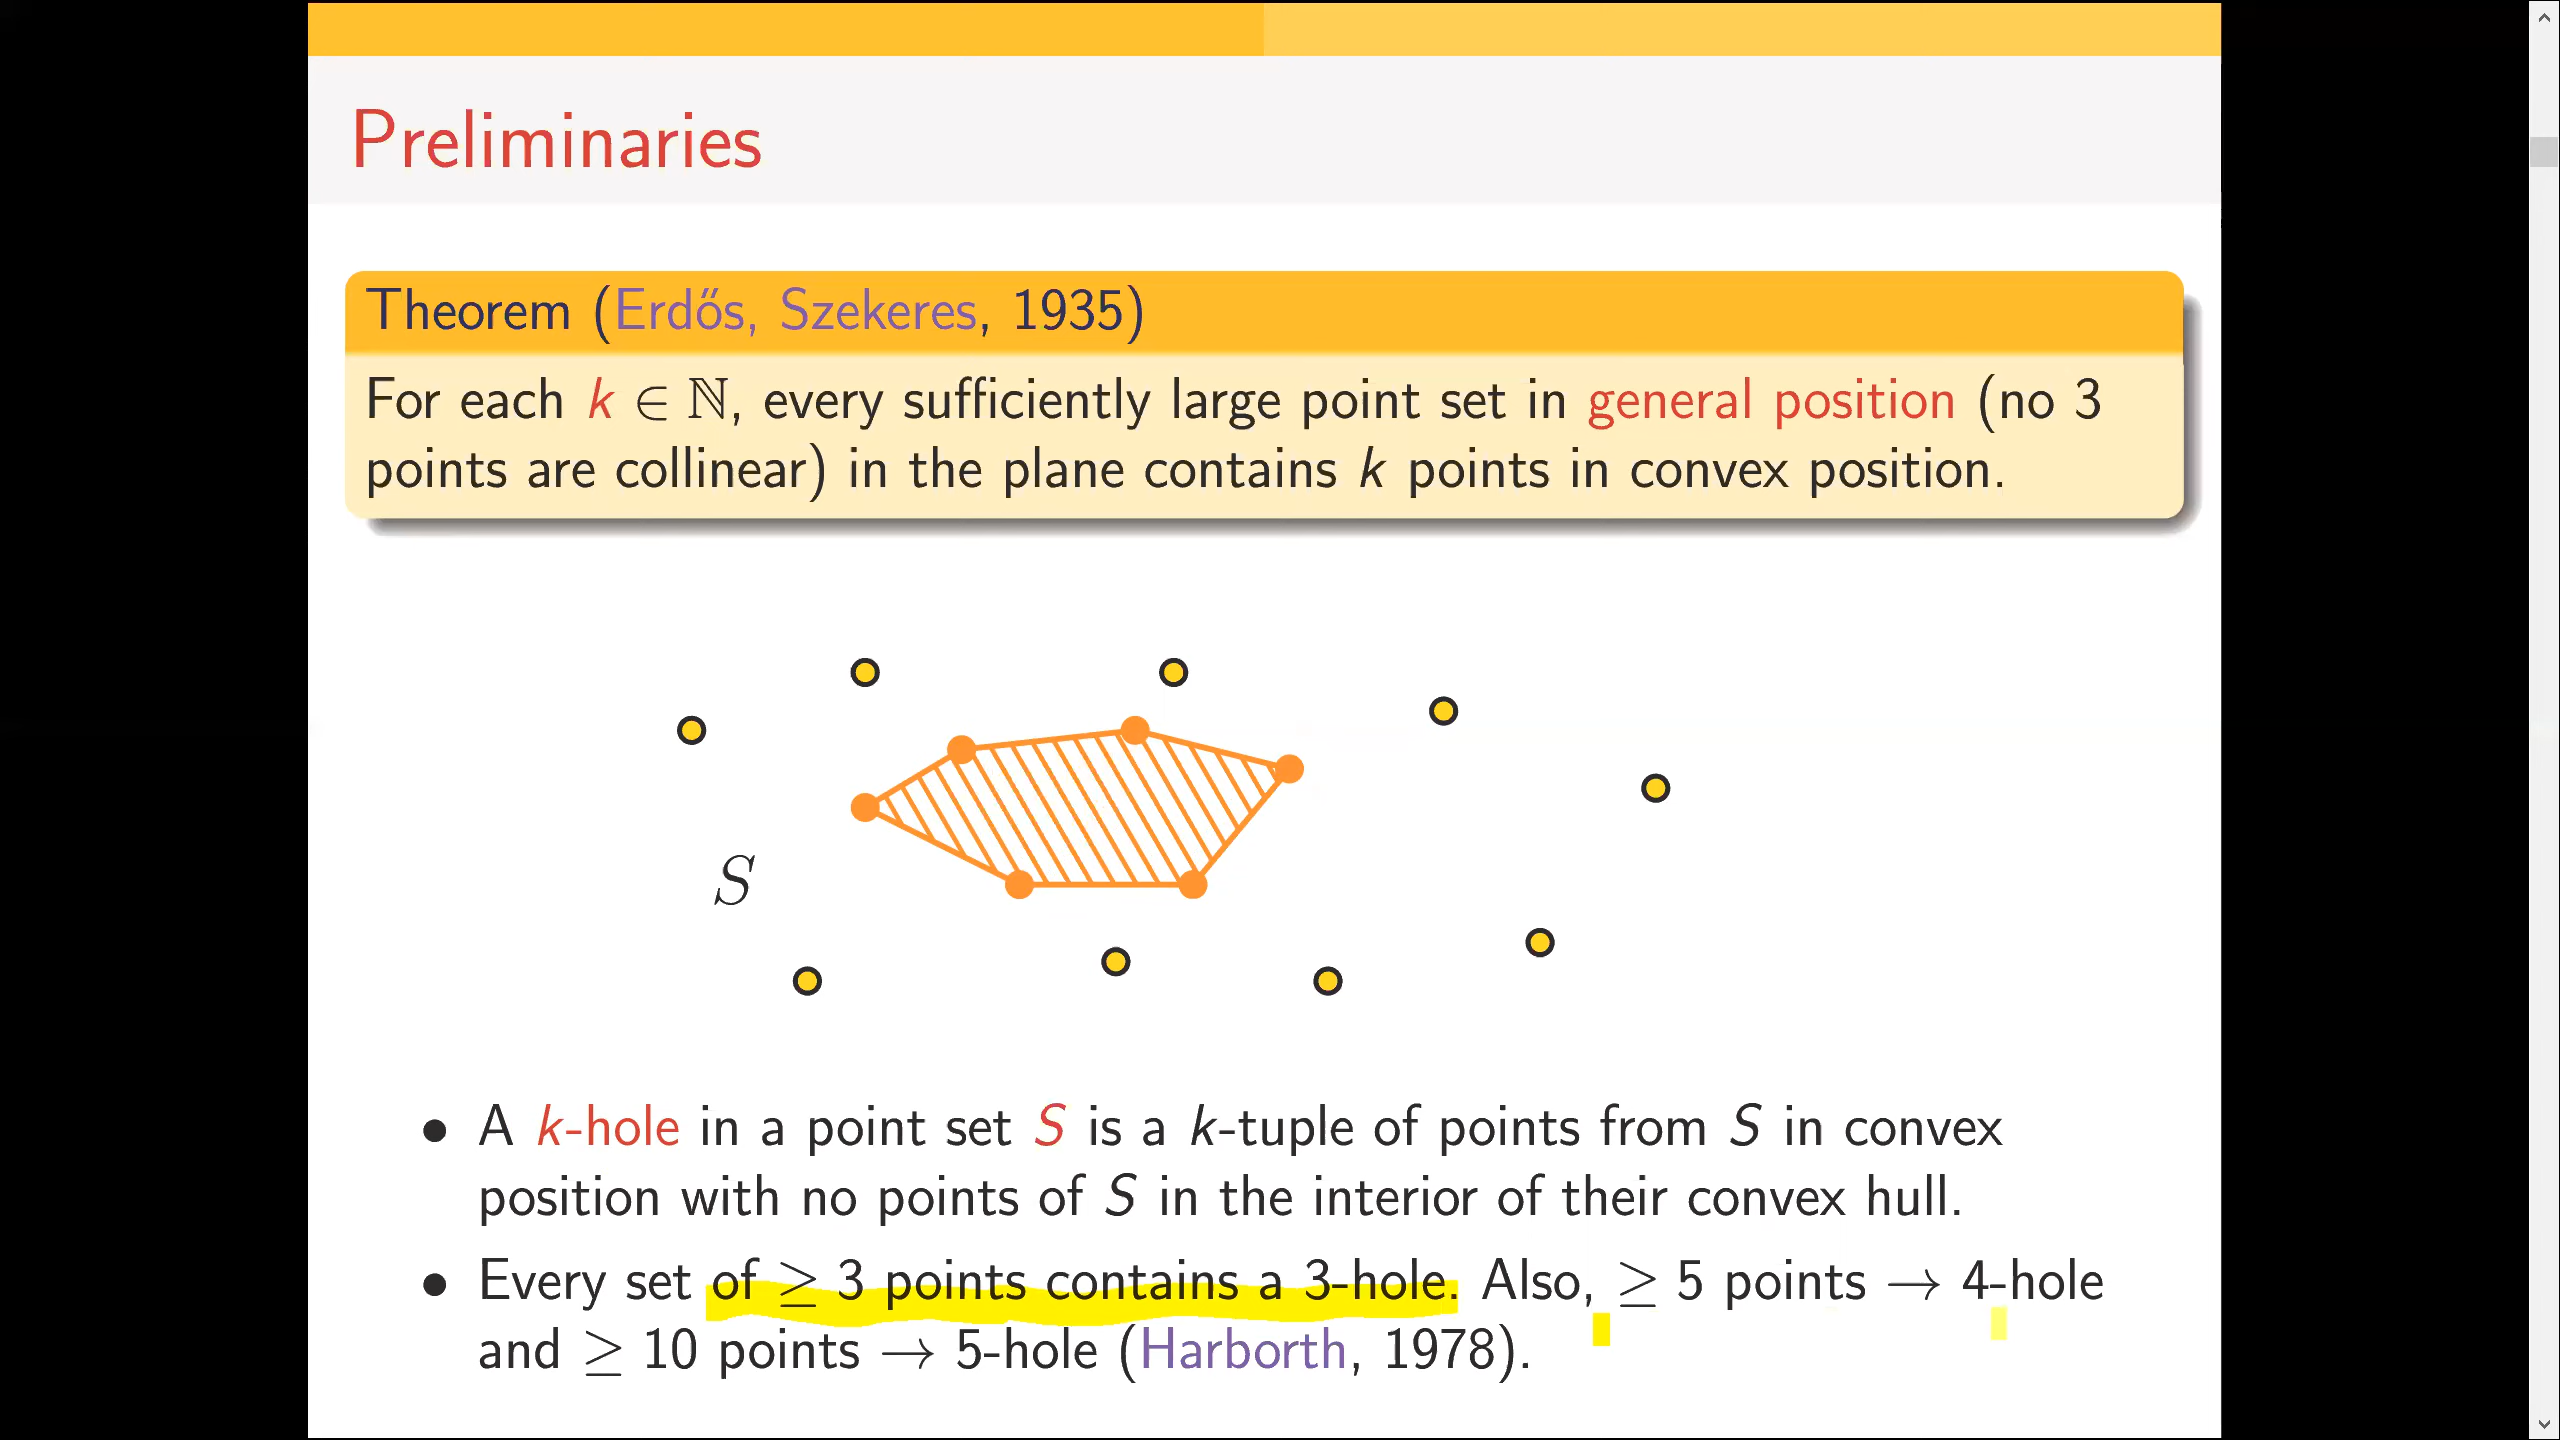 Preliminaries
Theorem (Erdős, Szekeres, 1935)
For each k ∈ ℕ, every sufficiently large point set in general position (no 3
points are collinear) in the plane contains k points in convex position.
S
• A k-hole in a point set S is a k-tuple of points from S in convex
position with no points of S in the interior of their convex hull.
• Every set of ≥ 3 points contains a 3-hole. Also, ≥ 5 points → 4-hole
and ≥ 10 points → 5-hole (Harborth, 1978).